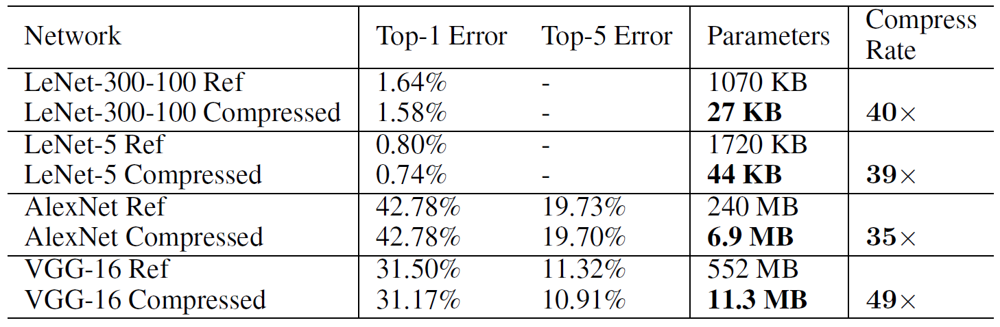 Network Top-1 Error Top-5 Error Parameters Compress Rate
LeNet-300-100 Ref 1.64% - 1070 KB
LeNet-300-100 Compressed 1.58% - 27 KB 40×
LeNet-5 Ref 0.80% - 1720 KB
LeNet-5 Compressed 0.74% - 44 KB 39×
AlexNet Ref 42.78% 19.73% 240 MB
AlexNet Compressed 42.78% 19.70% 6.9 MB 35×
VGG-16 Ref 31.50% 11.32% 552 MB
VGG-16 Compressed 31.17% 10.91% 11.3 MB 49×